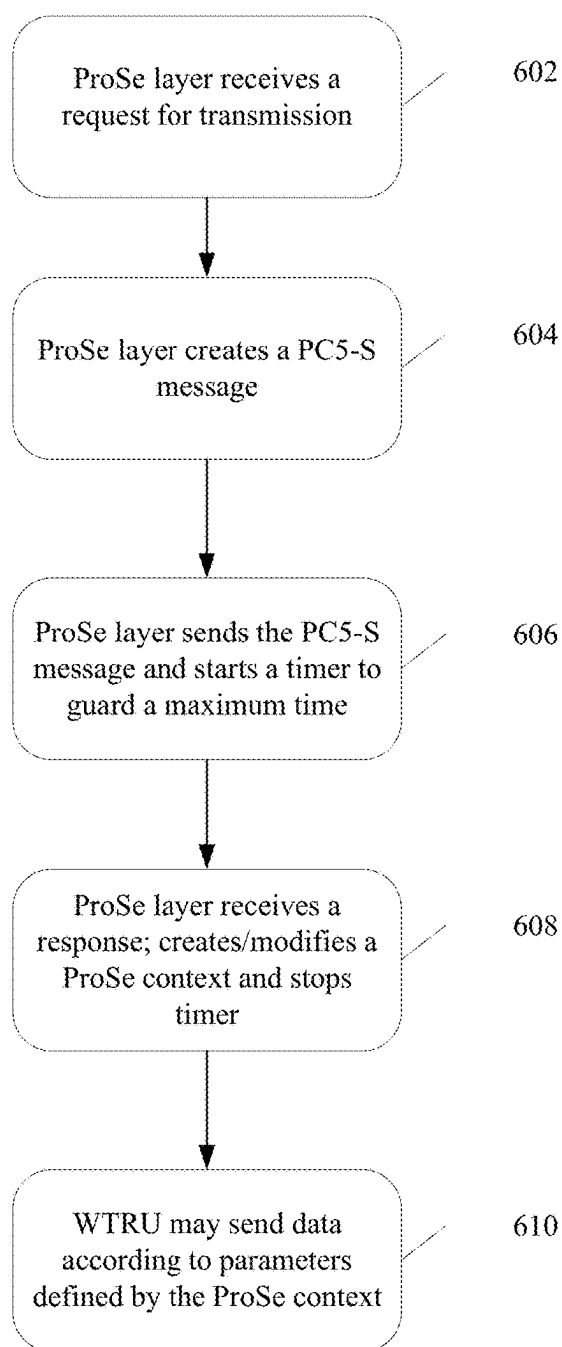 ProSe layer receives a
request for transmission
602
ProSe layer creates a PC5-S
message
604
ProSe layer sends the PC5-S
message and starts a timer to
guard a maximum time
606
ProSe layer receives a
response; creates/modifies a
ProSe context and stops
timer
608
WTRU may send data
according to parameters
defined by the ProSe context
610